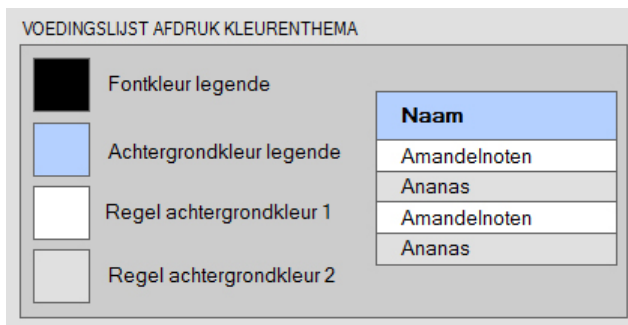 VOEDINGSLIJST AFDRUK KLEURENTHEMA
Fontkleur legende
Achtergrondkleur legende
Regel achtergrondkleur 1
Regel achtergrondkleur 2
Naam
Amandelnoten
Ananas
Amandelnoten
Ananas